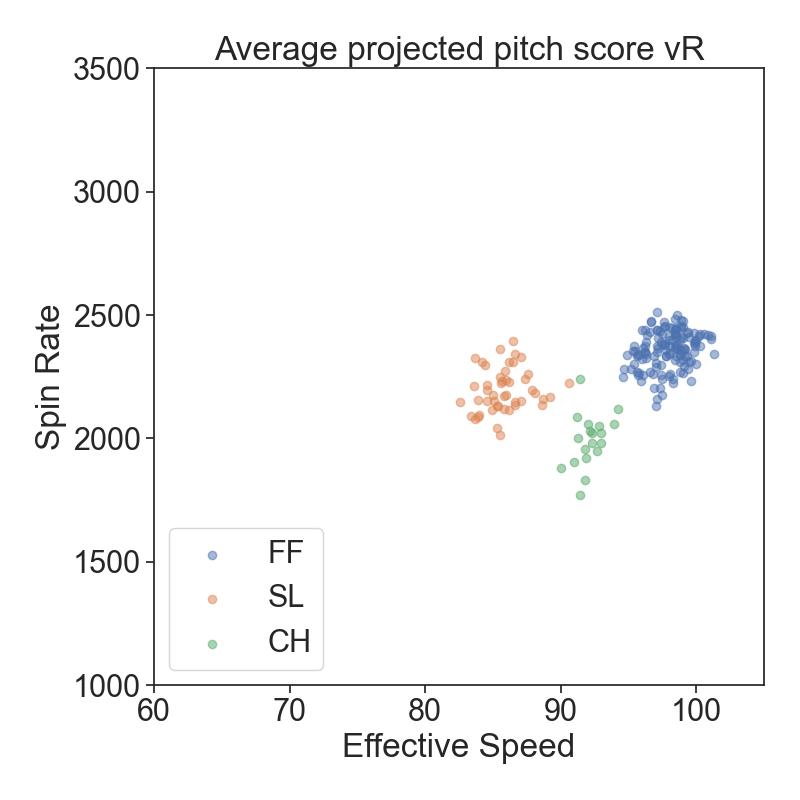 Average projected pitch score vR
3500
3000
2500
2000
1500
1000
Spin Rate
FF
SL
CH
60 70 80 90 100
Effective Speed